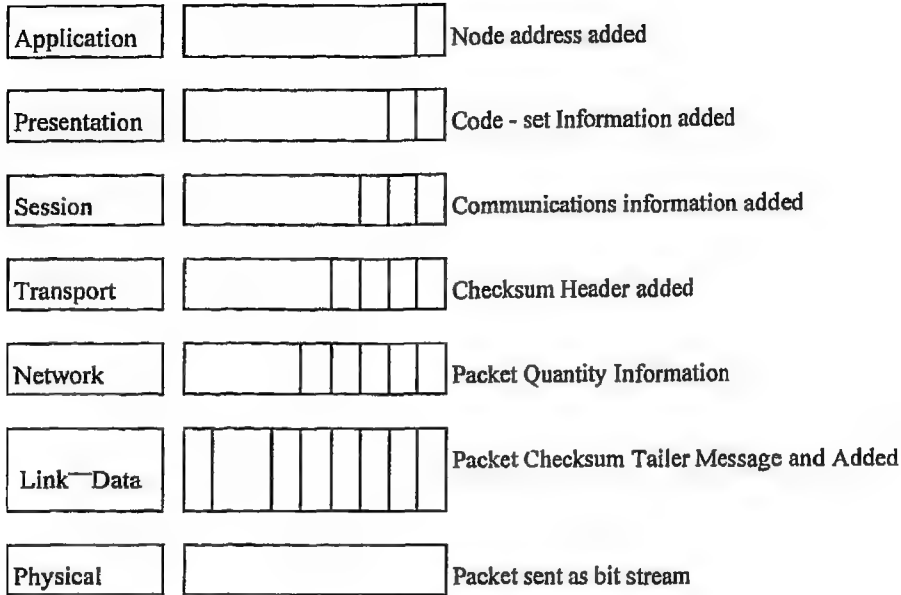 Application Node address added
Presentation Code - set Information added
Session Communications information added
Transport Checksum Header added
Network Packet Quantity Information
Link—Data Packet Checksum Tailer Message and Added
Physical Packet sent as bit stream